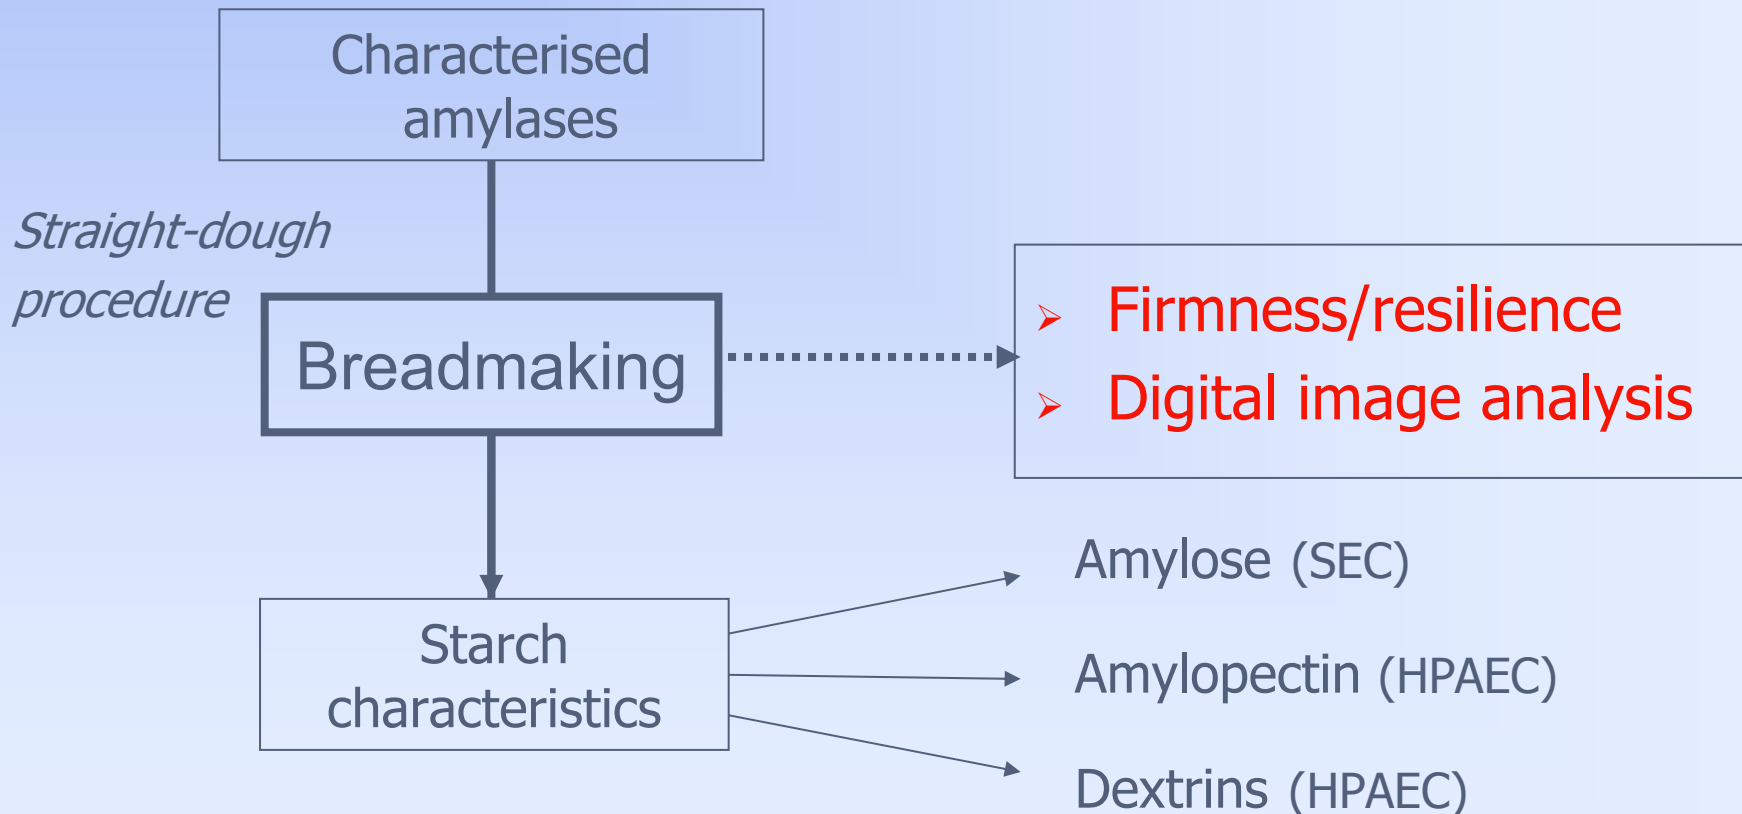 Characterised
amylases
Straight-dough
procedure
Breadmaking
➢ Firmness/resilience
➢ Digital image analysis
Starch
characteristics
Amylose (SEC)
Amylopectin (HPAEC)
Dextrins (HPAEC)